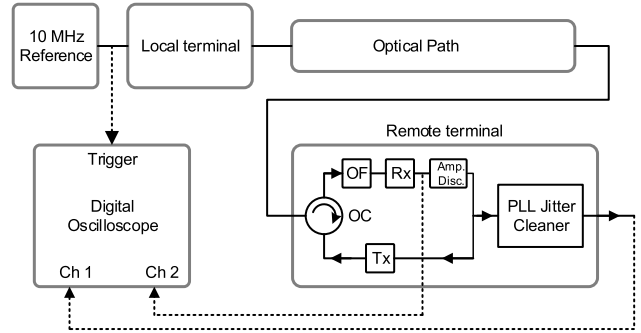 10 MHz
Reference
Local terminal
Optical Path
Remote terminal
Trigger
Digital
Oscilloscope
Ch 1
Ch 2
OF
Rx
Amp.
Disc.
OC
Tx
PLL Jitter
Cleaner